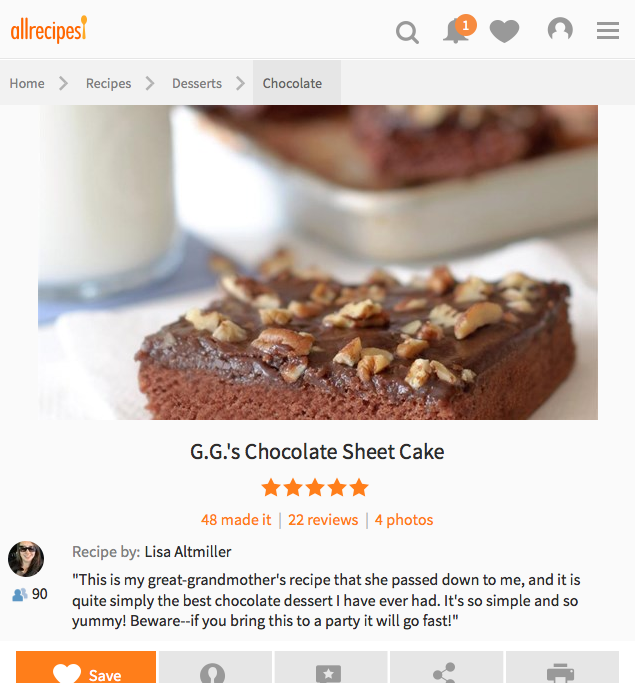 allrecipes
1
Home
Recipes
Desserts
Chocolate
G.G.'s Chocolate Sheet Cake
48 made it | 22 reviews | 4 photos
Recipe by: Lisa Altmiller
90
"This is my great-grandmother's recipe that she passed down to me, and it is
quite simply the best chocolate dessert I have ever had. It's so simple and so
yummy! Beware--if you bring this to a party it will go fast!"
Save